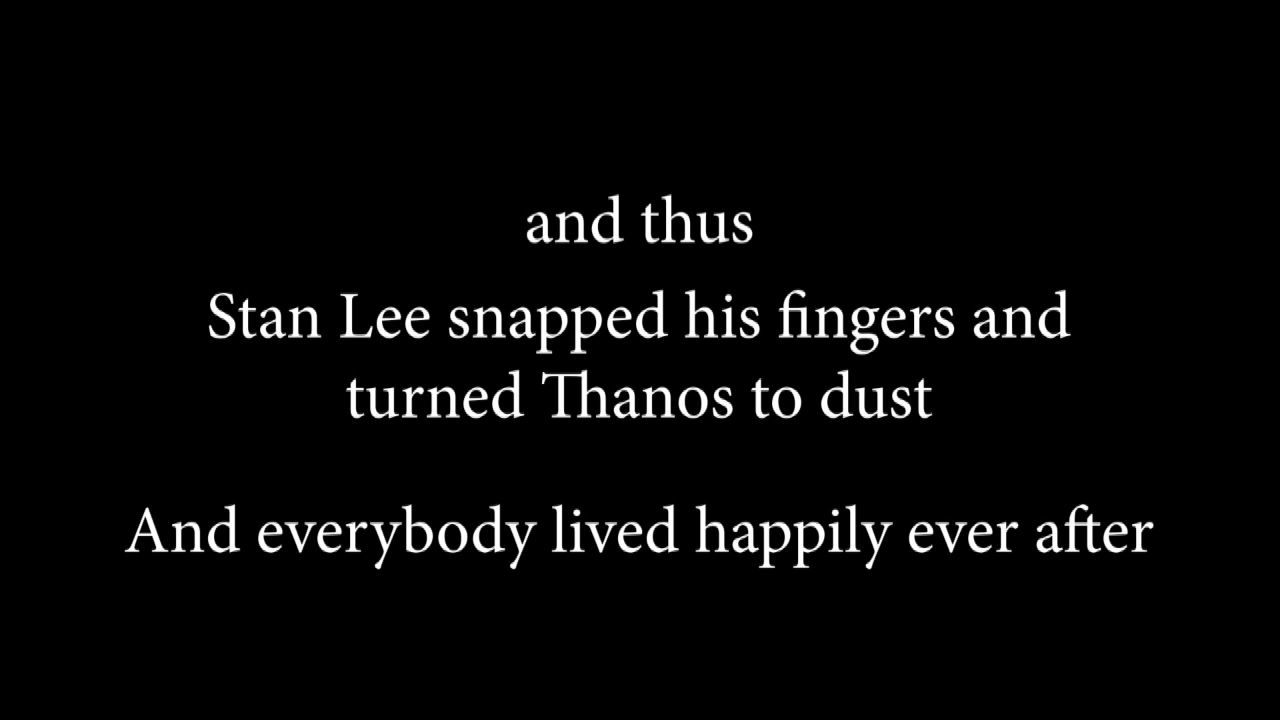 and thus
Stan Lee snapped his fingers and
turned Thanos to dust
And everybody lived happily ever after